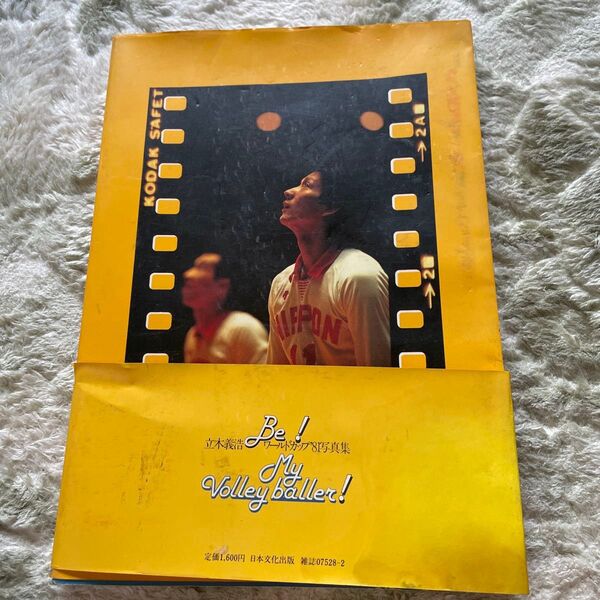 KODAK SAFET
→2A
→2
NIPPON
11
Be!
立木義浩 ワールドカップ'81写真集
My
Volleyballer!
定価1,600円 日本文化出版 雑誌07528-2